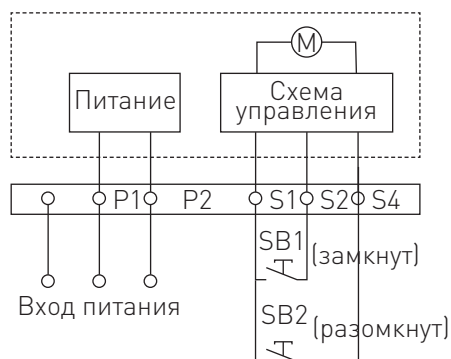 M
Питание
Схема
управления
P1 P2 S1 S2 S4
SB1
(замкнут)
Вход питания
SB2
(разомкнут)